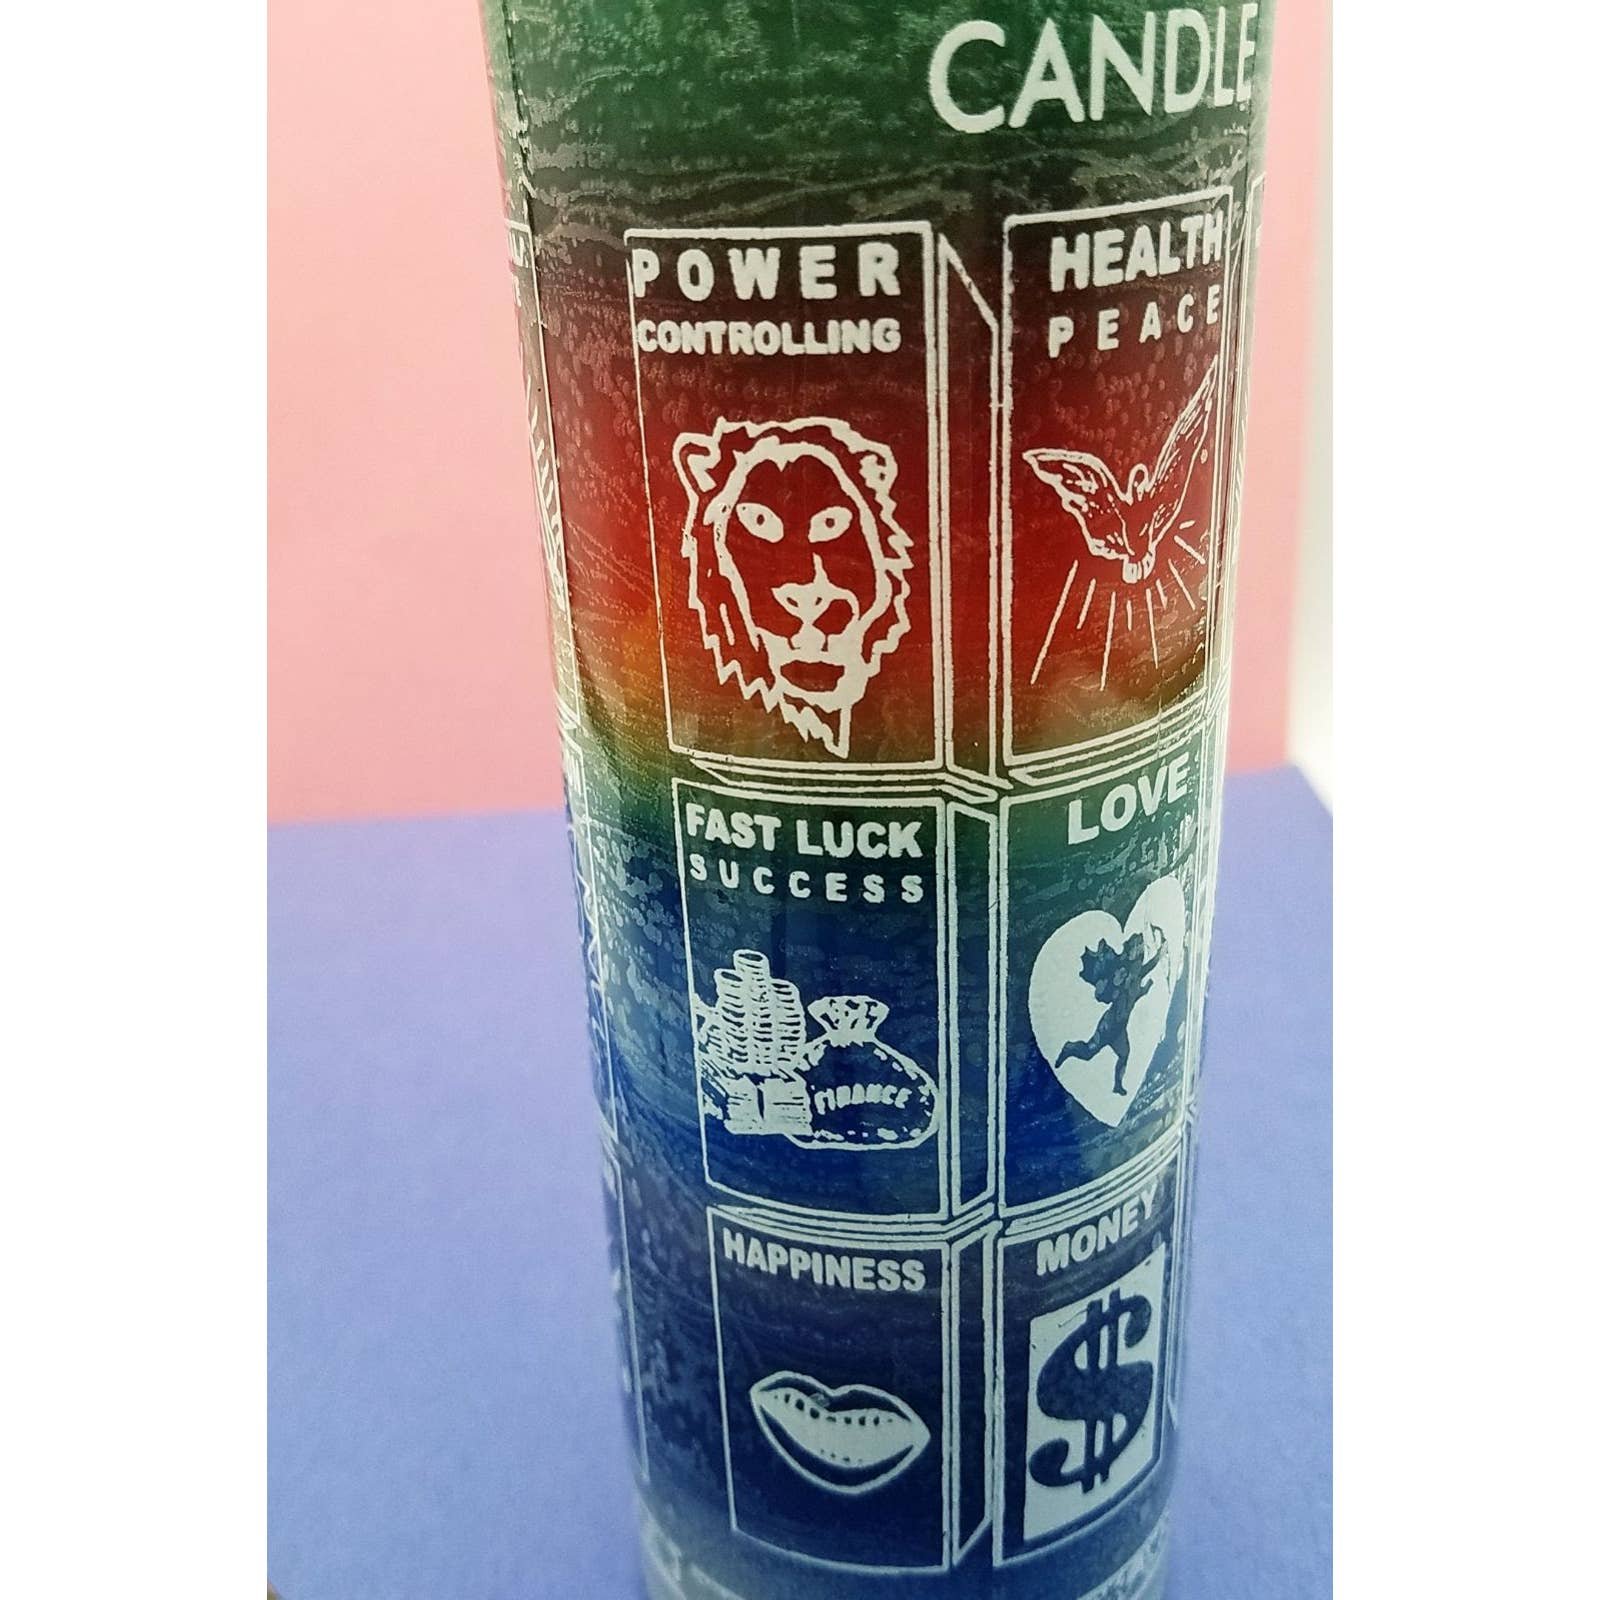 CANDLE
POWER
CONTROLLING
HEALTH
PEACE
FAST LUCK
SUCCESS
FINANCE
LOVE
HAPPINESS
MONEY
$